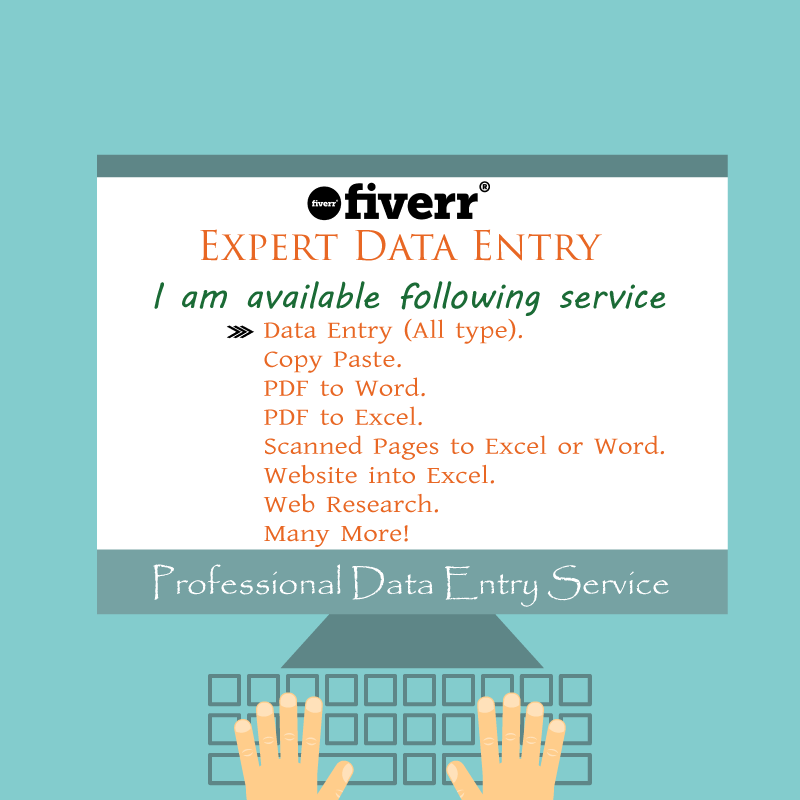 fiverr® fiverr®
EXPERT DATA ENTRY
I am available following service
Data Entry (All type).
Copy Paste.
PDF to Word.
PDF to Excel.
Scanned Pages to Excel or Word.
Website into Excel.
Web Research.
Many More!
Professional Data Entry Service